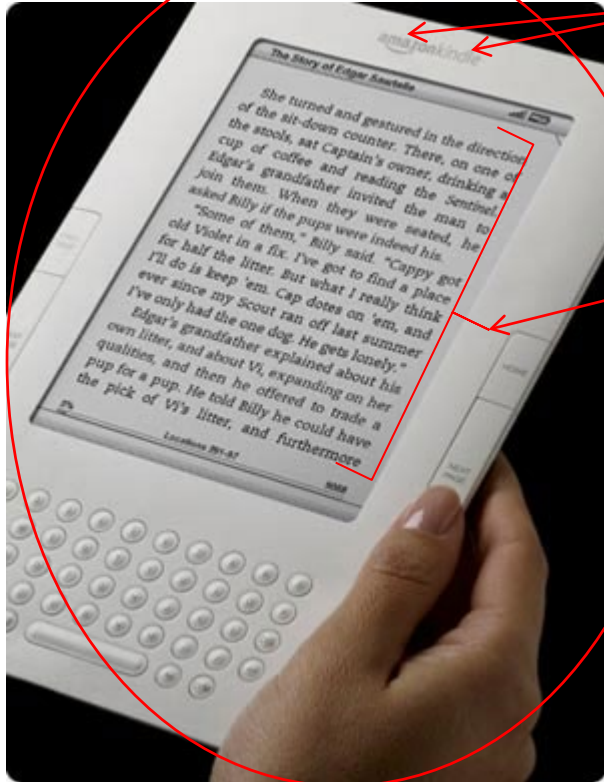 amazonkindle
The Story of Edgar Sawtelle
She turned and gestured in the direction
of the sit-down counter. There, on one of
the stools, sat Captain's owner, drinking a
cup of coffee and reading the Sentinel.
Edgar's grandfather invited the man to
join them. When they were seated, he
asked Billy if the pups were indeed his.
"Some of them," Billy said. "Cappy got
old Violet in a fix. I've got to find a place
for half the litter. But what I really think
I'll do is keep 'em. Cap dotes on 'em, and
ever since my Scout ran off last summer
I've only had the one dog. He gets lonely."
Edgar's grandfather explained about his
own litter, and about Vi, expanding on her
qualities, and then he offered to trade a
pup for a pup. He told Billy he could have
the pick of Vi's litter, and furthermore
Locations
HOME
NEXT
PAGE